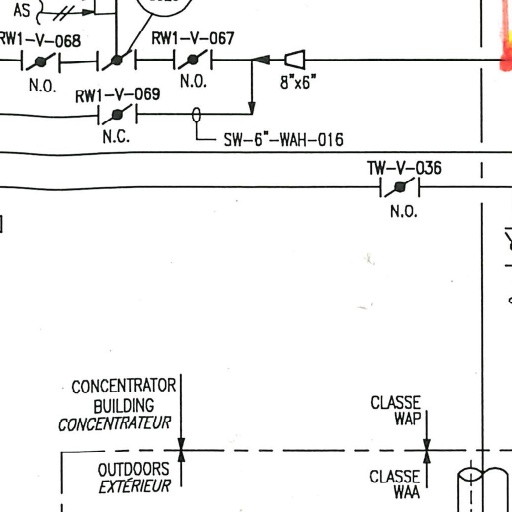 AS
RW1-V-068
RW1-V-067
N.O.
N.O.
8"x6"
RW1-V-069
N.C.
SW-6"-WAH-016
TW-V-036
N.O.
CONCENTRATOR
BUILDING
CONCENTRATEUR
CLASSE
WAP
OUTDOORS
EXTÉRIEUR
CLASSE
WAA